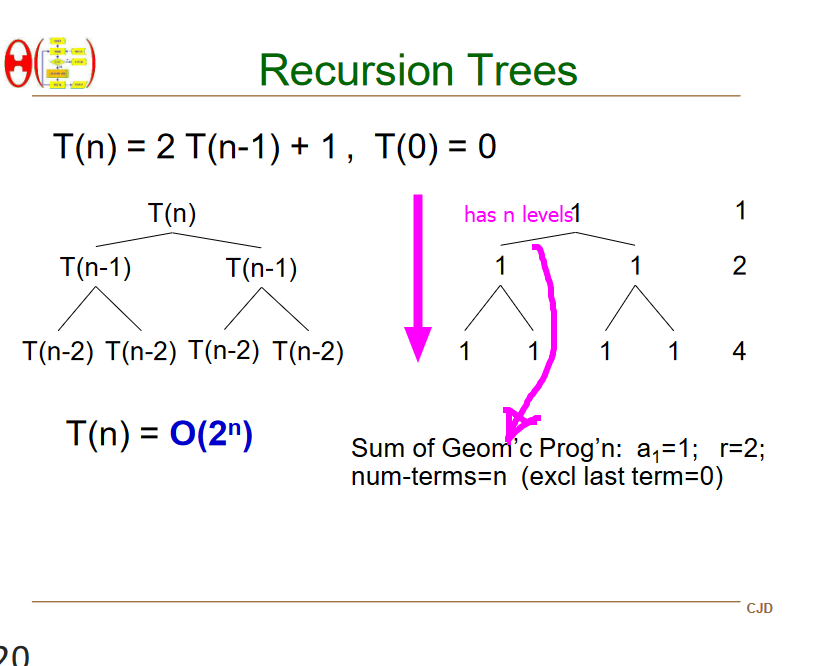 Recursion Trees
T(n) = 2 T(n-1) + 1 , T(0) = 0
T(n)
T(n-1) T(n-1)
T(n-2) T(n-2) T(n-2) T(n-2)
has n levels 1 1
1 1 2
1 1 1 1 4
T(n) = O(2ⁿ)
Sum of Geom'c Prog'n: a₁=1; r=2;
num-terms=n (excl last term=0)
CJD
20